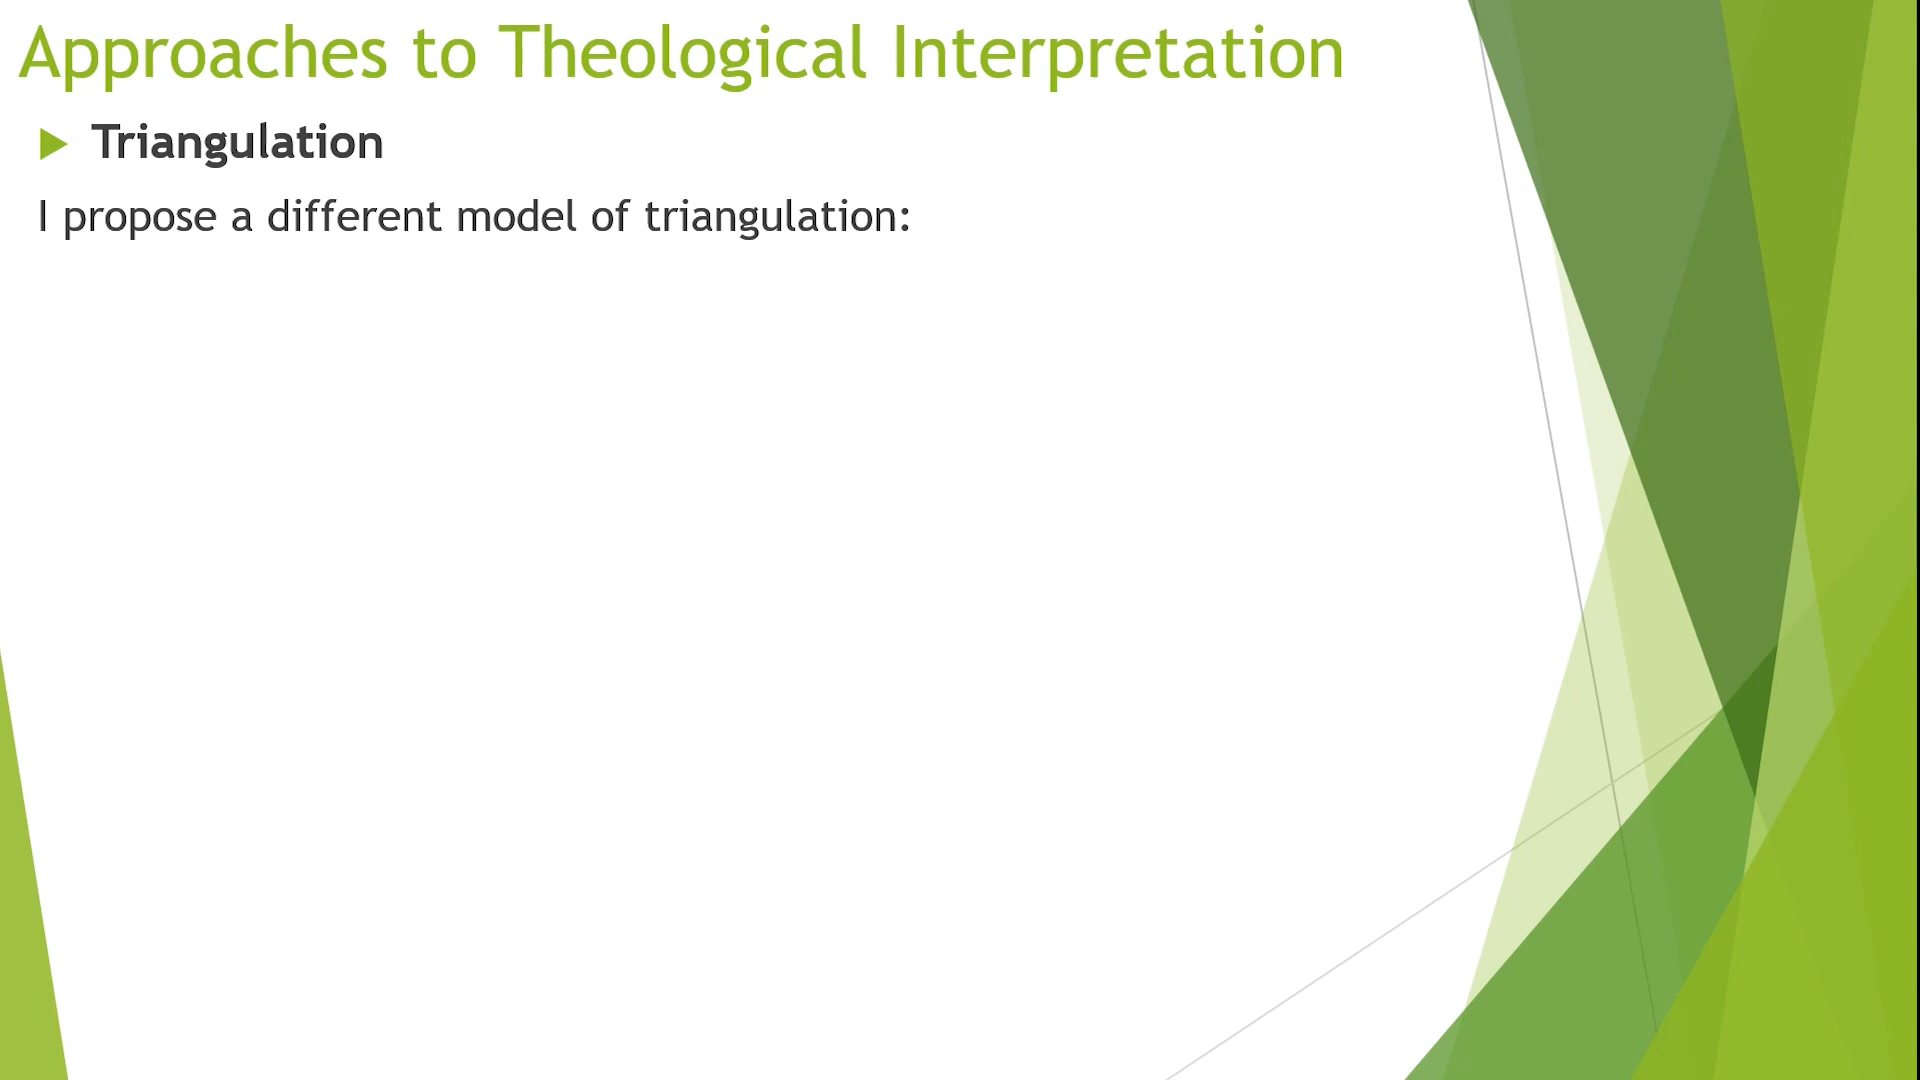 Approaches to Theological Interpretation
Triangulation
I propose a different model of triangulation: